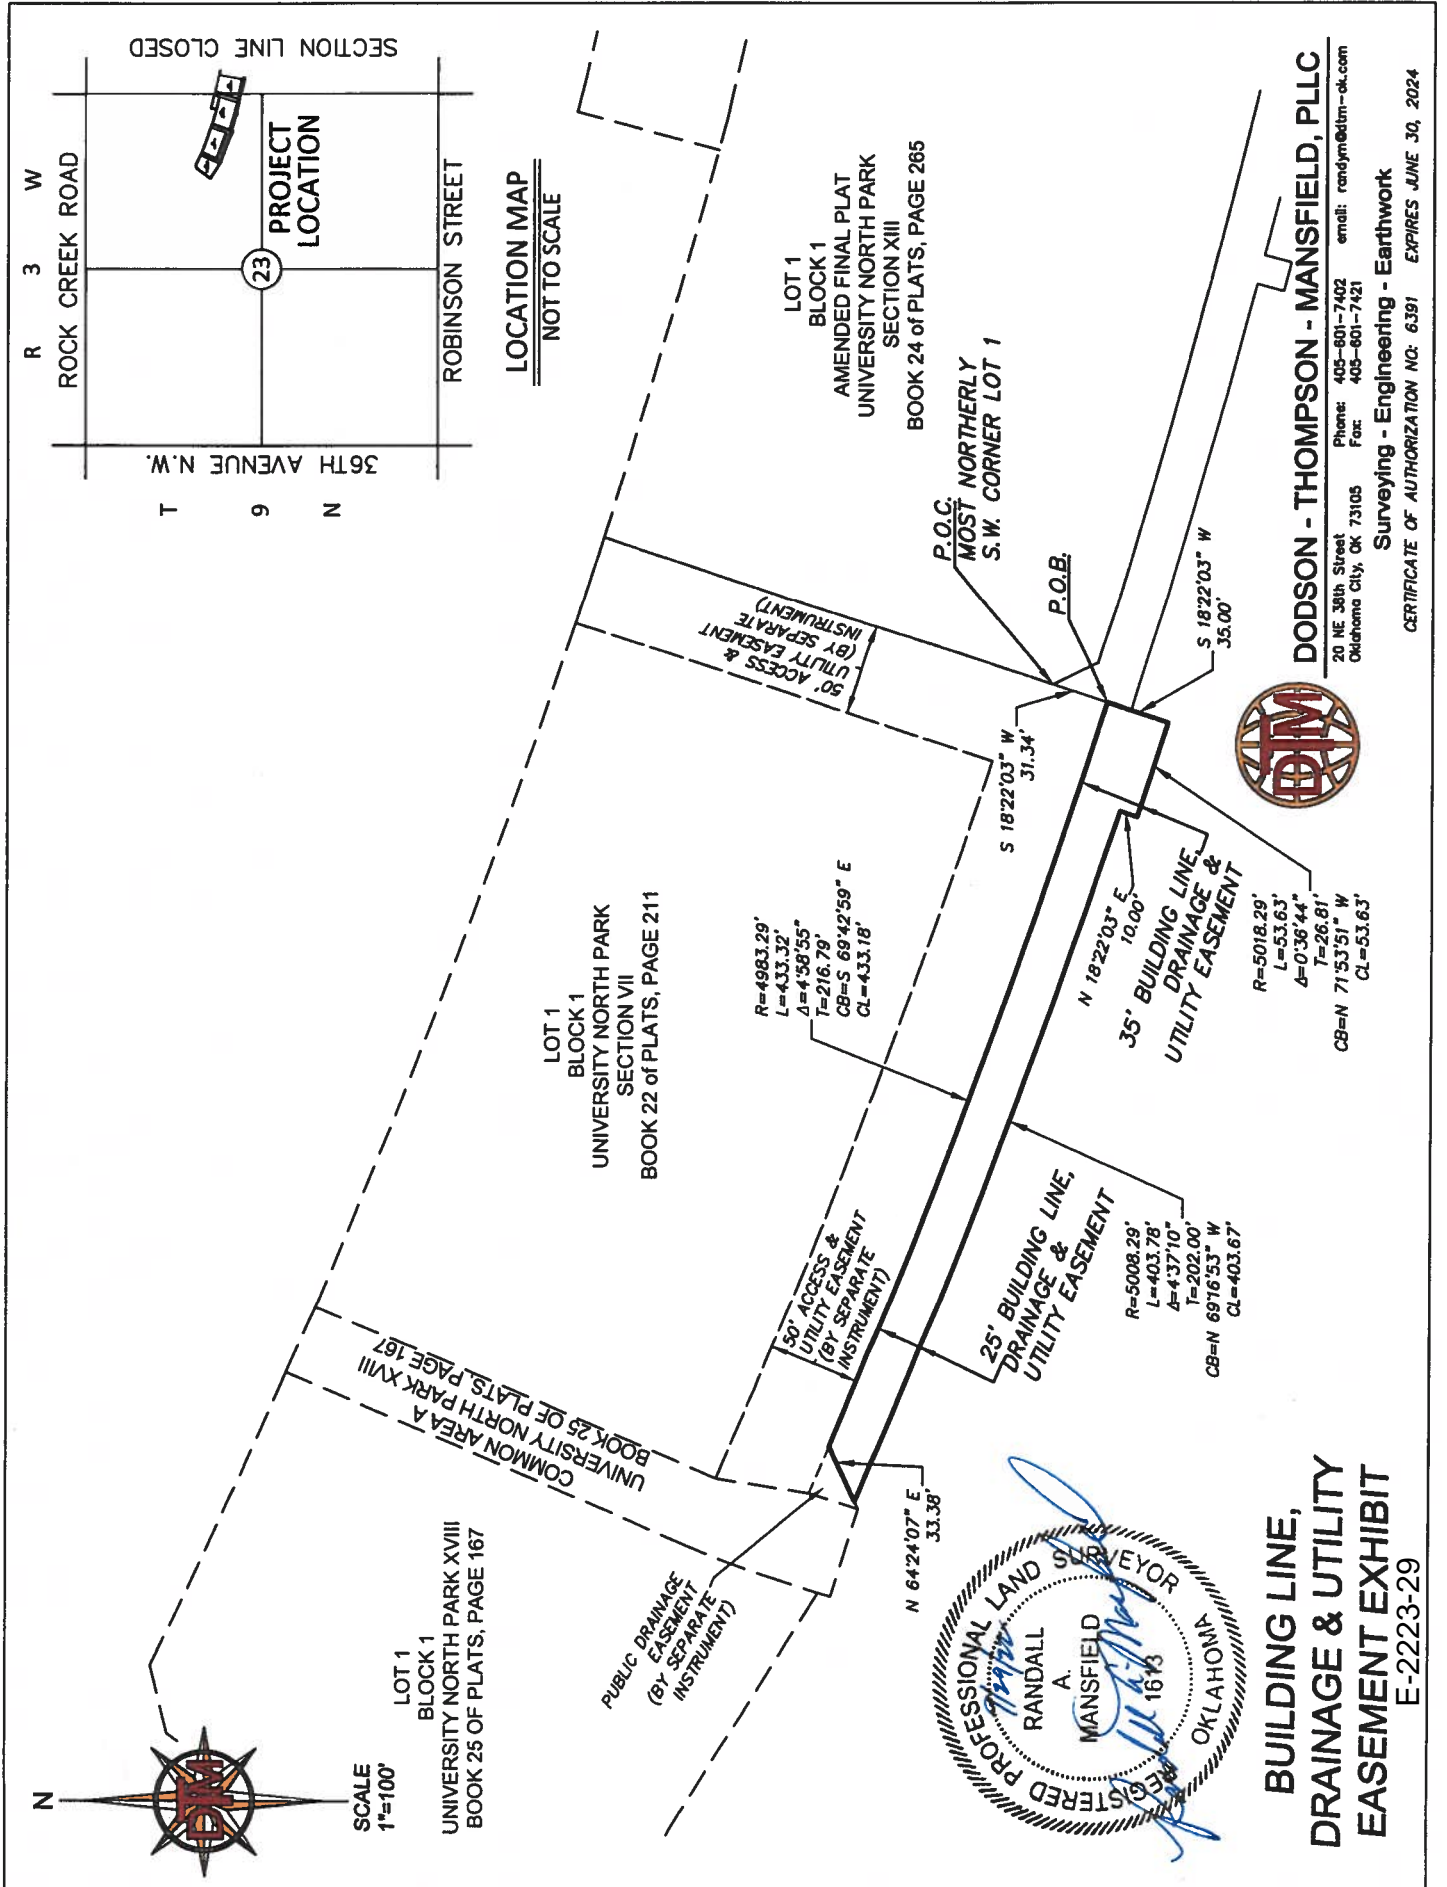 N
SCALE
1"=100'
LOT 1
BLOCK 1
UNIVERSITY NORTH PARK XVIII
BOOK 25 OF PLATS, PAGE 167
COMMON AREA A
UNIVERSITY NORTH PARK XVIII
BOOK 25 OF PLATS, PAGE 167
PUBLIC DRAINAGE
EASEMENT
(BY SEPARATE
INSTRUMENT)
LOT 1
BLOCK 1
UNIVERSITY NORTH PARK
SECTION VII
BOOK 22 of PLATS, PAGE 211
50' ACCESS &
UTILITY EASEMENT
(BY SEPARATE
INSTRUMENT)
50' ACCESS &
UTILITY EASEMENT
(BY SEPARATE
INSTRUMENT)
R 3 W
ROCK CREEK ROAD
SECTION LINE CLOSED
36TH AVENUE N.W.
T
9
N
23
PROJECT
LOCATION
ROBINSON STREET
LOCATION MAP
NOT TO SCALE
LOT 1
BLOCK 1
AMENDED FINAL PLAT
UNIVERSITY NORTH PARK
SECTION XIII
BOOK 24 of PLATS, PAGE 265
P.O.C.
MOST NORTHERLY
S.W. CORNER LOT 1
P.O.B.
S 18°22'03" W
31.34'
S 18°22'03" W
35.00'
R=4983.29'
L=433.32'
Δ=4°58'55"
T=216.79'
CB=S 69°42'59" E
CL=433.18'
N 18°22'03" E
10.00'
35' BUILDING LINE,
DRAINAGE &
UTILITY EASEMENT
R=5018.29'
L=53.63'
Δ=0°36'44"
T=26.81'
CB=N 71°53'51" W
CL=53.63'
25' BUILDING LINE,
DRAINAGE &
UTILITY EASEMENT
R=5008.29'
L=403.78'
Δ=4°37'10"
T=202.00'
CB=N 69°16'53" W
CL=403.67'
N 64°24'07" E
33.38'
REGISTERED PROFESSIONAL LAND SURVEYOR
RANDALL
A.
MANSFIELD
1613
OKLAHOMA
BUILDING LINE,
DRAINAGE & UTILITY
EASEMENT EXHIBIT
E-2223-29
DTM
DTM
DODSON - THOMPSON - MANSFIELD, PLLC
20 NE 38th Street Phone: 405-601-7402 email: randym@dtm-ok.com
Oklahoma City, OK 73105 Fax: 405-601-7421
Surveying - Engineering - Earthwork
CERTIFICATE OF AUTHORIZATION NO: 6391 EXPIRES JUNE 30, 2024